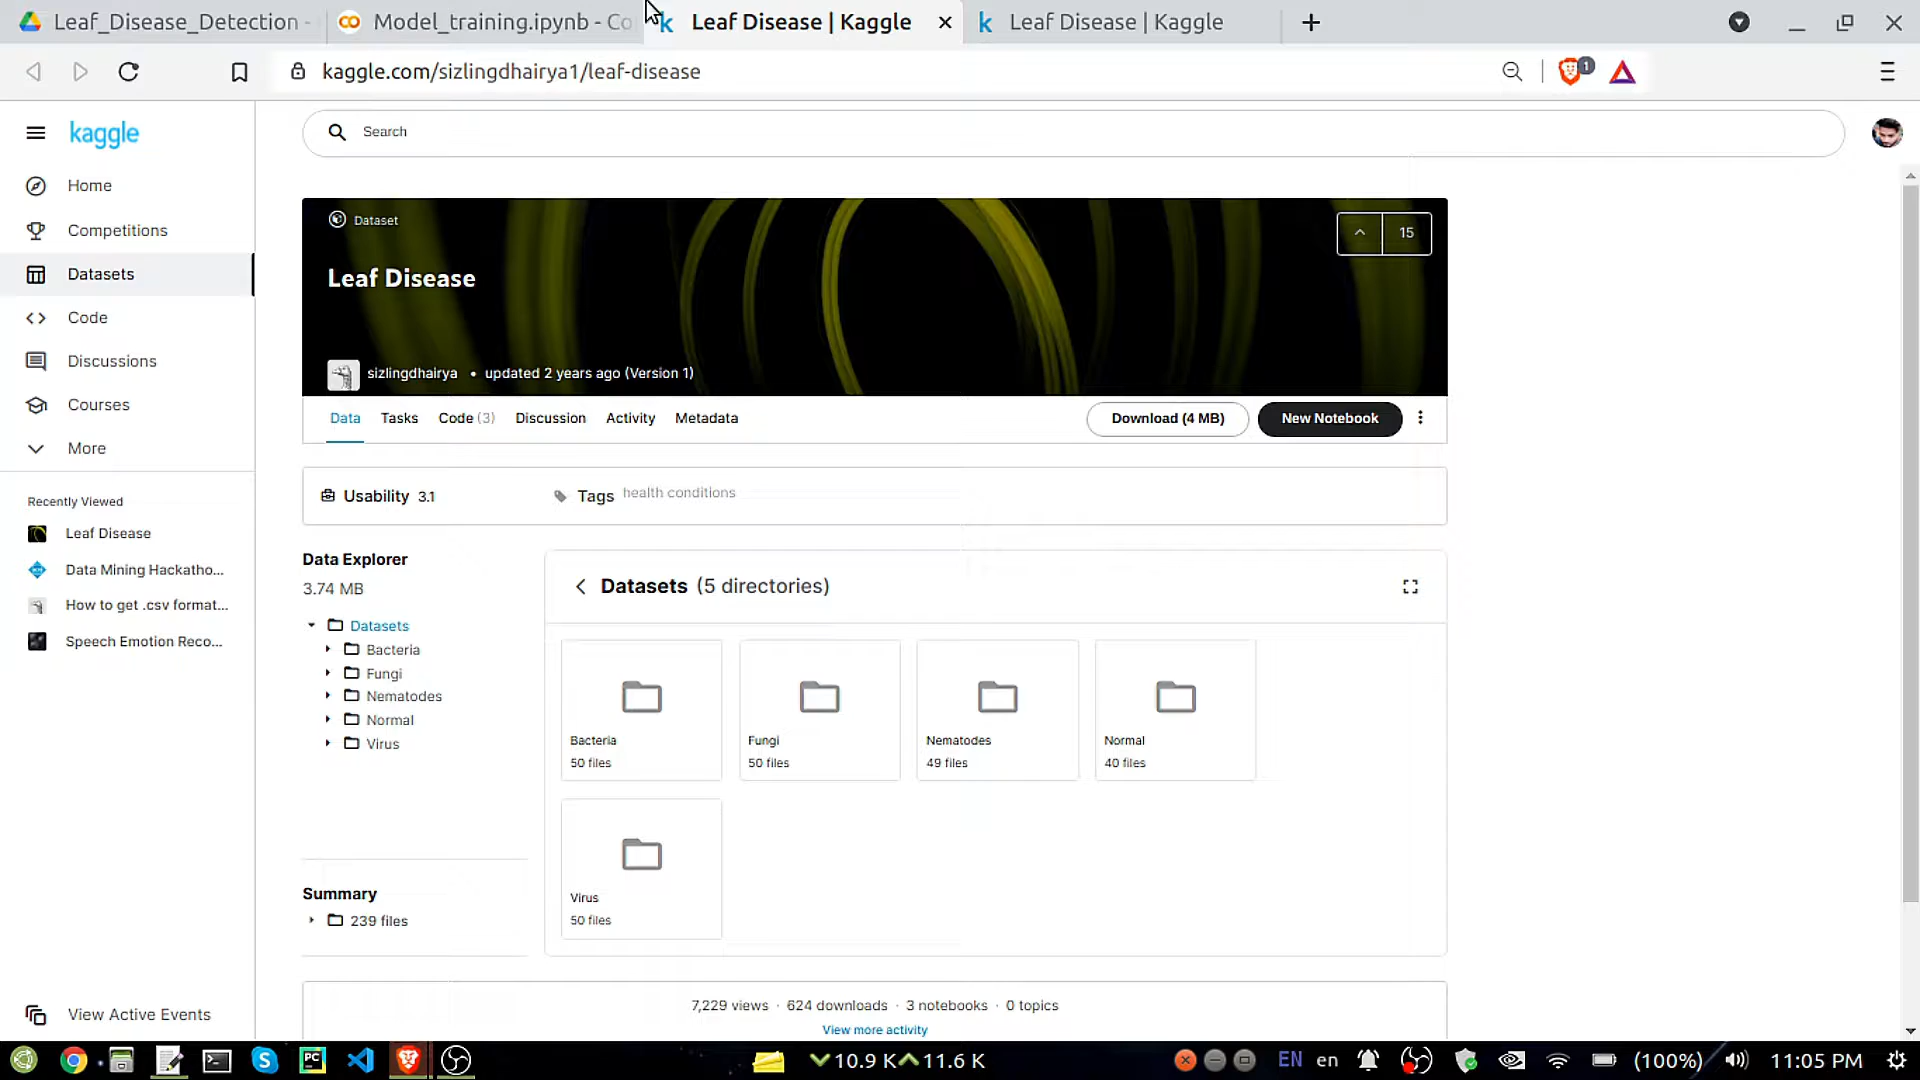 Leaf_Disease_Detection -
Model_training.ipynb - Co
Leaf Disease | Kaggle
Leaf Disease | Kaggle
kaggle.com/sizlingdhairya1/leaf-disease
1
kaggle
Search
Home
Competitions
Datasets
Code
Discussions
Courses
More
Recently Viewed
Leaf Disease
Data Mining Hackatho...
How to get .csv format...
Speech Emotion Reco...
View Active Events
Dataset
15
Leaf Disease
sizlingdhairya • updated 2 years ago (Version 1)
Data Tasks Code (3) Discussion Activity Metadata
Download (4 MB)
New Notebook
Usability 3.1
Tags health conditions
Data Explorer
3.74 MB
Datasets
Bacteria
Fungi
Nematodes
Normal
Virus
Summary
239 files
Datasets (5 directories)
Bacteria
50 files
Fungi
50 files
Nematodes
49 files
Normal
40 files
Virus
50 files
7,229 views · 624 downloads · 3 notebooks · 0 topics
View more activity
10.9 K 11.6 K
EN en (100%) 11:05 PM